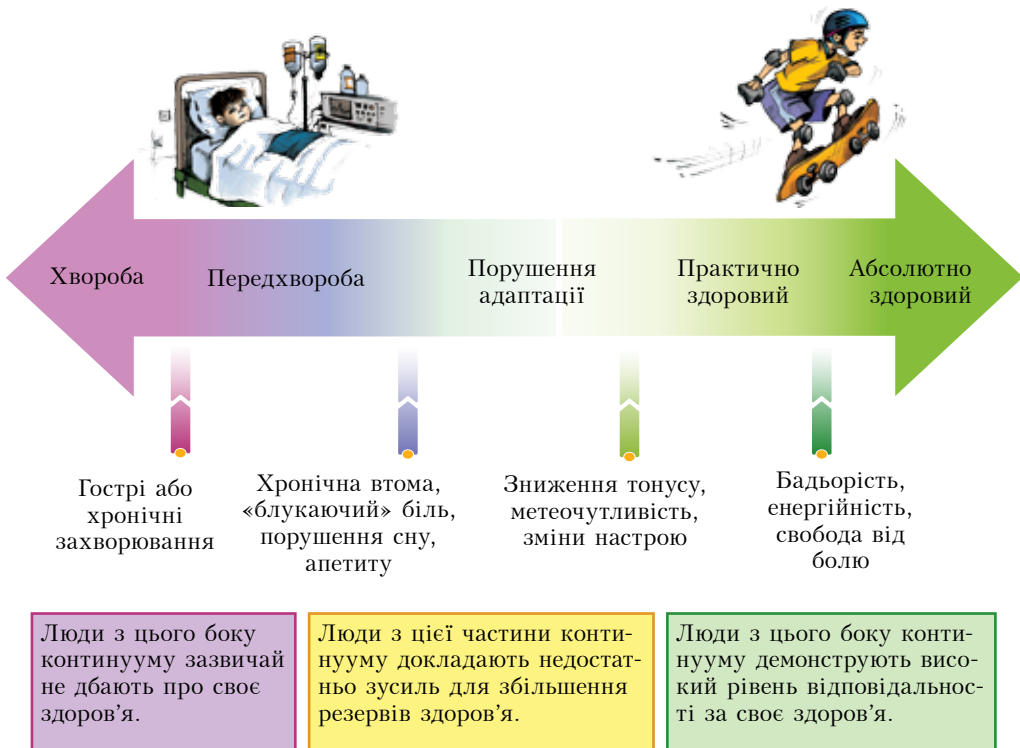 Хвороба
Передхвороба
Порушення
адаптації
Практично
здоровий
Абсолютно
здоровий
Гострі або
хронічні
захворювання
Хронічна втома,
«блукаючий» біль,
порушення сну,
апетиту
Зниження тонусу,
метеочутливість,
зміни настрою
Бадьорість,
енергійність,
свобода від
болю
Люди з цього боку
континууму зазвичай
не дбають про своє
здоров'я.
Люди з цієї частини конти-
нууму докладають недостат-
ньо зусиль для збільшення
резервів здоров'я.
Люди з цього боку конти-
нууму демонструють висо-
кий рівень відповідальнос-
ті за своє здоров'я.